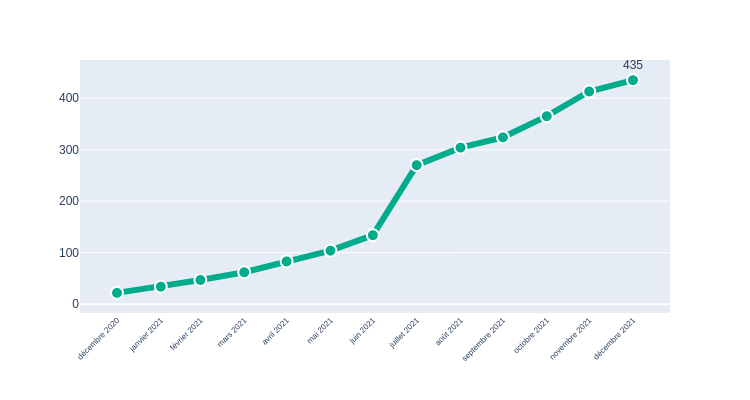 435
400
300
200
100
0
décembre 2020
janvier 2021
février 2021
mars 2021
avril 2021
mai 2021
juin 2021
juillet 2021
août 2021
septembre 2021
octobre 2021
novembre 2021
décembre 2021